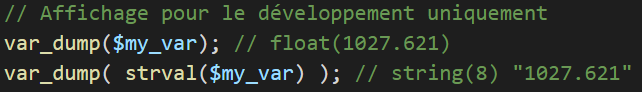 // Affichage pour le développement uniquement
var_dump($my_var); // float(1027.621)
var_dump( strval($my_var) ); // string(8) "1027.621"